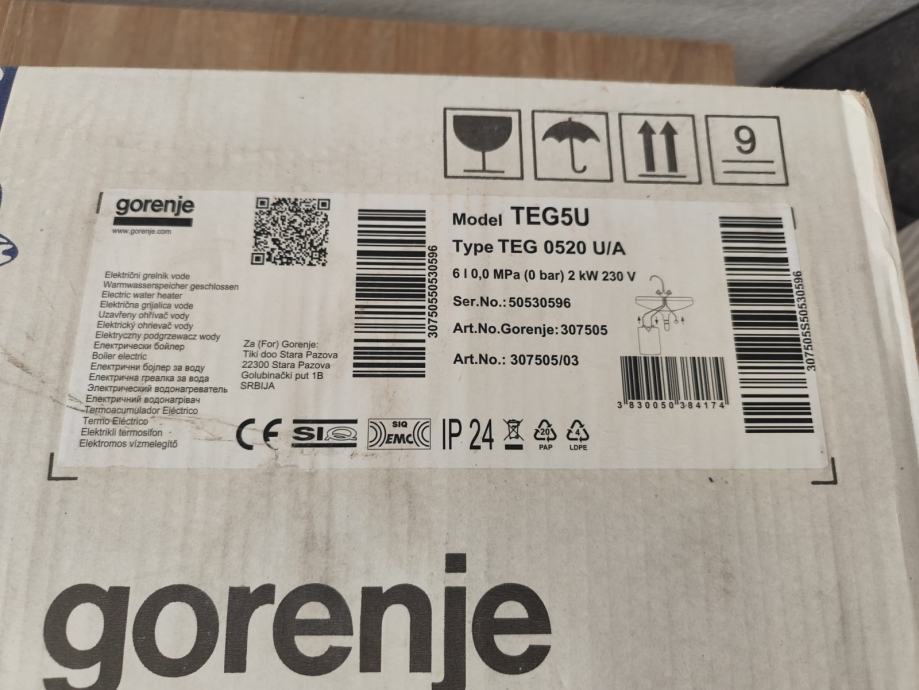 9
gorenje
www.gorenje.com
Električni grelnik vode
Warmwasserspeicher geschlossen
Electric water heater
Električna grijalica vode
Uzavřeny ohřívač vody
Elektrický ohrievač vody
Elektryczny podgrzewacz wody
Електрически бойлер
Boiler electric
Електрични бојлер за воду
Електрична греалка за вода
Электрический водонагреватель
Електричний водонагрівач
Termoacumulador Eléctrico
Termo Eléctrico
Elektrikli termosifon
Elektromos vízmelegítő
Za (For) Gorenje:
Tiki doo Stara Pazova
22300 Stara Pazova
Golubinački put 1B
SRBIJA
30750550530596
Model TEG5U
Type TEG 0520 U/A
6 l 0,0 MPa (0 bar) 2 kW 230 V
Ser.No.: 50530596
Art.No.Gorenje: 307505
Art.No.: 307505/03
3 830050 384174
307505S50530596
CE SIQ SIQ EMC IP 24 20 PAP 4 LDPE
gorenje